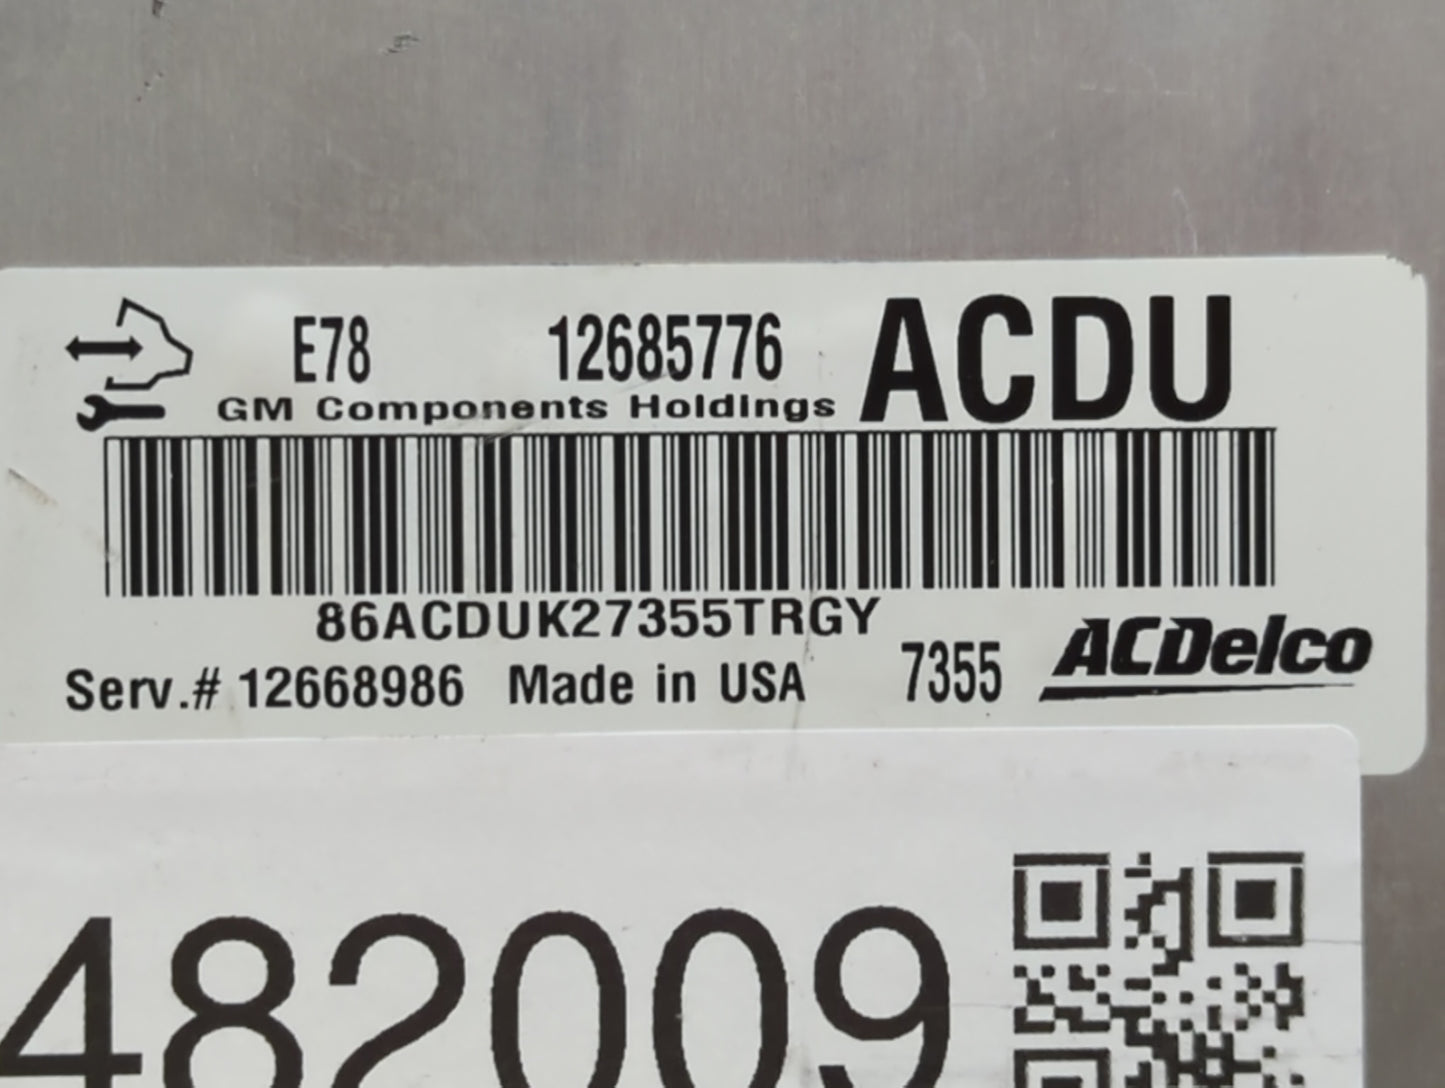 E78 12685776 ACDU
GM Components Holdings
86ACDUK27355TRGY
Serv.# 12668986 Made in USA 7355 ACDelco
482009